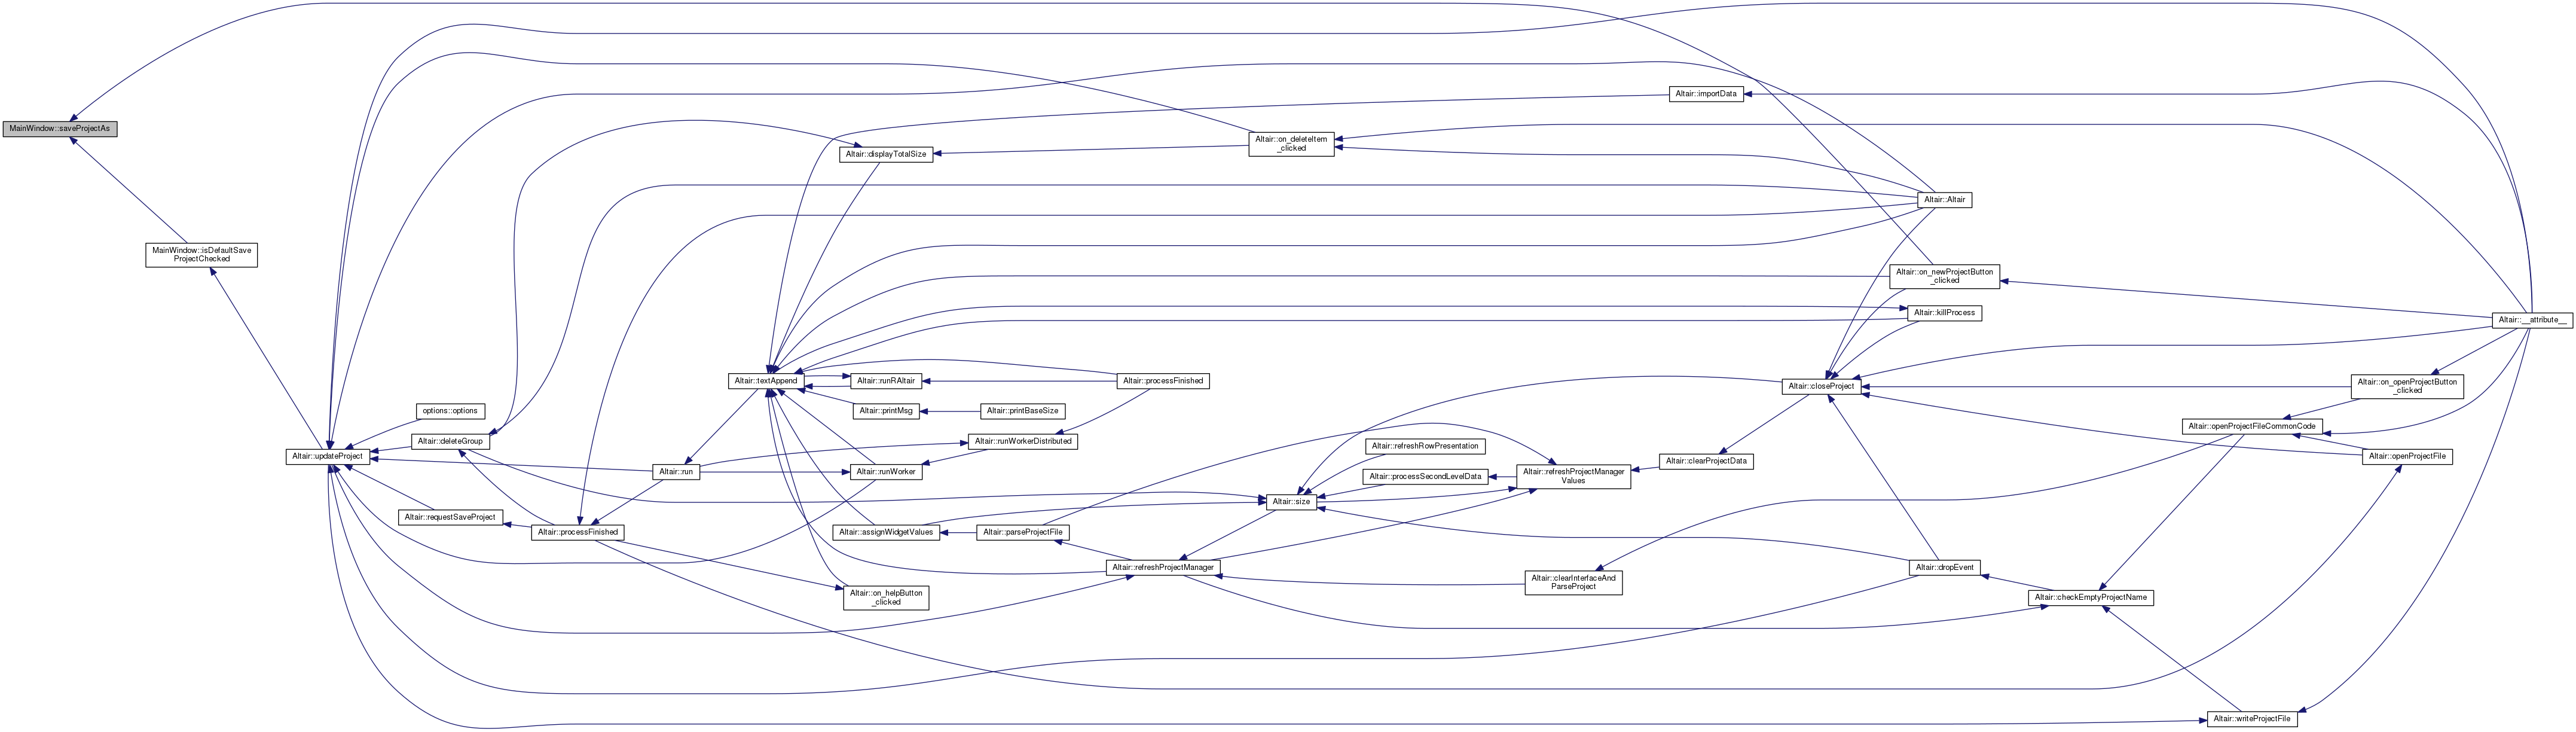 MainWindow::saveProjectAs
MainWindow::isDefaultSave
ProjectChecked
Altair::updateProject
options::options
Altair::deleteGroup
Altair::requestSaveProject
Altair::processFinished
Altair::run
Altair::textAppend
Altair::displayTotalSize
Altair::runRAltair
Altair::printMsg
Altair::runWorker
Altair::assignWidgetValues
Altair::on_helpButton
_clicked
Altair::printBaseSize
Altair::runWorkerDistributed
Altair::parseProjectFile
Altair::processFinished
Altair::refreshProjectManager
Altair::on_deleteItem
_clicked
Altair::size
Altair::refreshRowPresentation
Altair::processSecondLevelData
Altair::refreshProjectManager
Values
Altair::clearInterfaceAnd
ParseProject
Altair::importData
Altair::clearProjectData
Altair::closeProject
Altair::Altair
Altair::on_newProjectButton
_clicked
Altair::killProcess
Altair::dropEvent
Altair::checkEmptyProjectName
Altair::openProjectFileCommonCode
Altair::writeProjectFile
Altair::on_openProjectButton
_clicked
Altair::openProjectFile
Altair::__attribute__